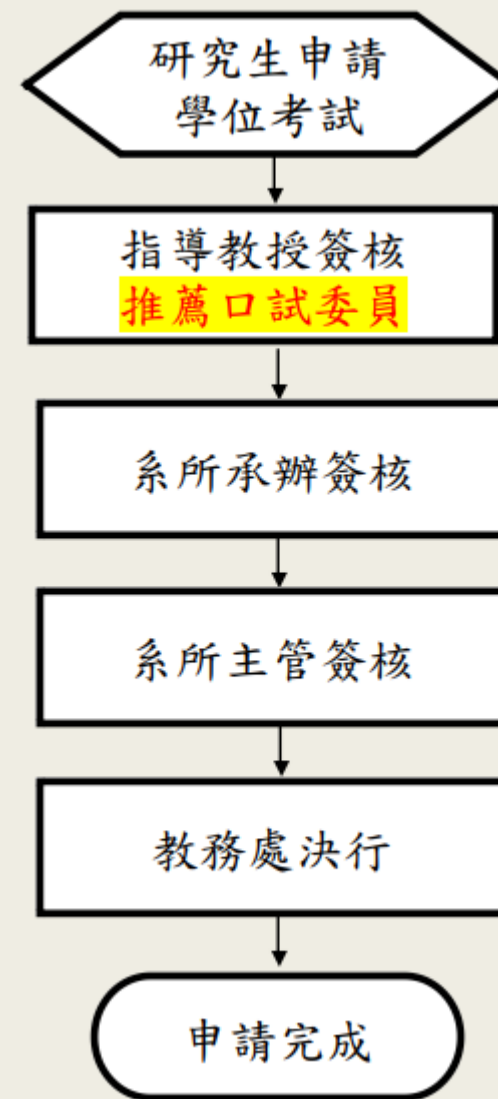 研究生申請
學位考試
指導教授簽核
推薦口試委員
系所承辦簽核
系所主管簽核
教務處決行
申請完成